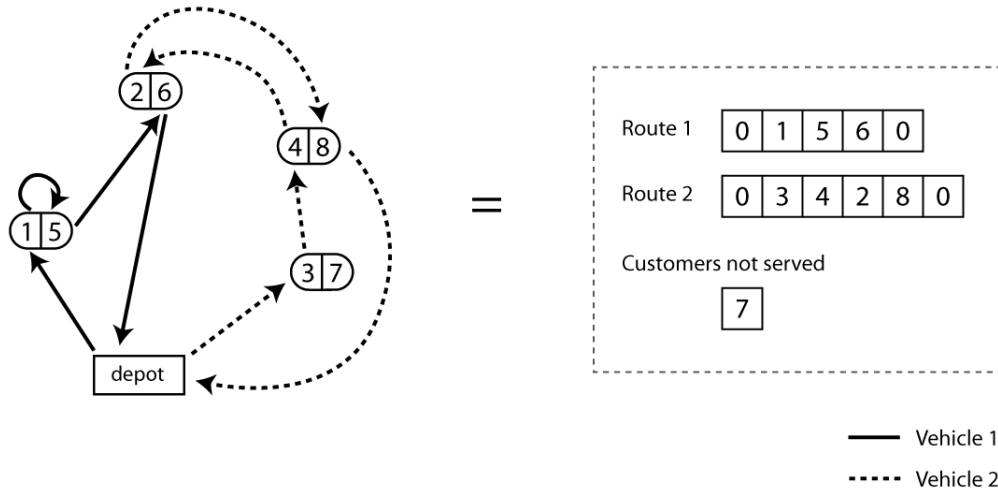 2 6
4 8
1 5
3 7
depot
=
Route 1 0 1 5 6 0
Route 2 0 3 4 2 8 0
Customers not served
7
Vehicle 1
Vehicle 2